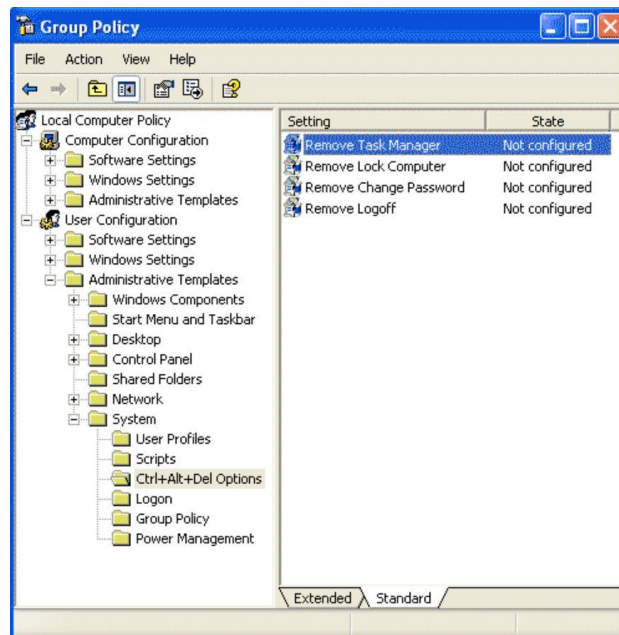 Group Policy
File Action View Help
Local Computer Policy
Computer Configuration
Software Settings
Windows Settings
Administrative Templates
User Configuration
Software Settings
Windows Settings
Administrative Templates
Windows Components
Start Menu and Taskbar
Desktop
Control Panel
Shared Folders
Network
System
User Profiles
Scripts
Ctrl+Alt+Del Options
Logon
Group Policy
Power Management
Setting State
Remove Task Manager Not configured
Remove Lock Computer Not configured
Remove Change Password Not configured
Remove Logoff Not configured
Extended Standard